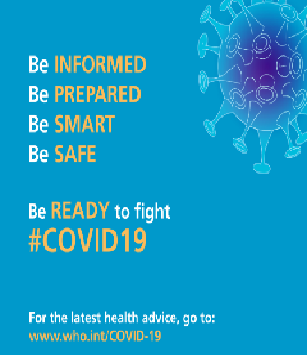 Be INFORMED
Be PREPARED
Be SMART
Be SAFE
Be READY to fight
#COVID19
For the latest health advice, go to:
www.who.int/COVID-19